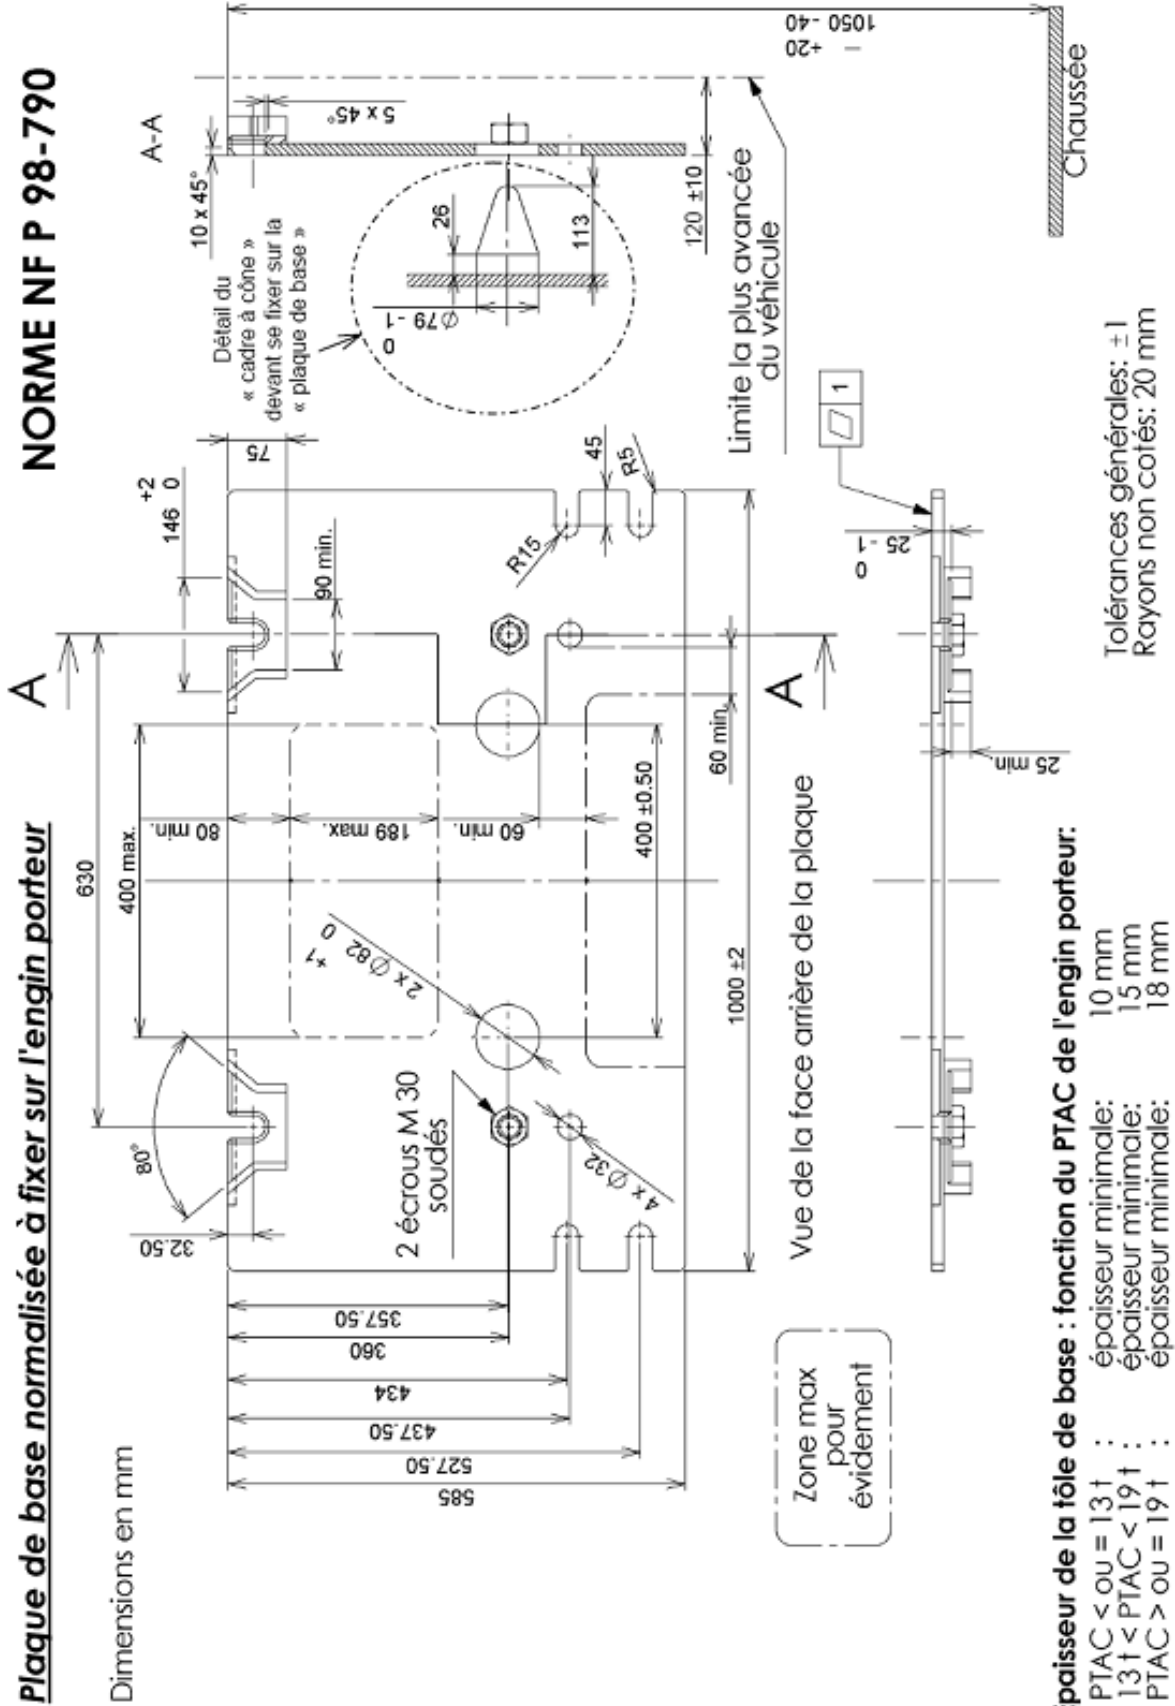 Plaque de base normalisée à fixer sur l'engin porteur
NORME NF P 98-790
Dimensions en mm
A
A
A-A
630
400 max.
80°
32.50
146 +2 0
90 min.
75
80 min.
189 max.
60 min.
2 x Ø 82 +1 0
400 ±0.50
60 min.
2 écrous M 30
soudés
4 x Ø 32
R15
45
R5
357.50
360
434
437.50
527.50
585
1000 ±2
10 x 45°
5 x 45°
Détail du
« cadre à cône »
devant se fixer sur la
« plaque de base »
Ø79 -1 0
26
113
120 ±10
1050 -40 +20
Limite la plus avancée
du véhicule
Chaussée
Zone max
pour
évidement
Vue de la face arrière de la plaque
25 -1 0
1
25 min.
paisseur de la tôle de base : fonction du PTAC de l'engin porteur:
PTAC < ou = 13 t : épaisseur minimale: 10 mm
13 t < PTAC < 19 t : épaisseur minimale: 15 mm
PTAC > ou = 19 t : épaisseur minimale: 18 mm
Tolérances générales: ±1
Rayons non cotés: 20 mm